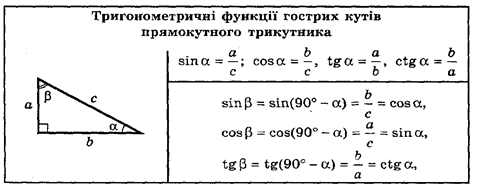 Тригонометричні функції гострих кутів
прямокутного трикутника
sin α = a/c; cos α = b/c, tg α = a/b, ctg α = b/a
β
a
c
α
b
sin β = sin(90° − α) = b/c = cos α,
cos β = cos(90° − α) = a/c = sin α,
tg β = tg(90° − α) = b/a = ctg α,